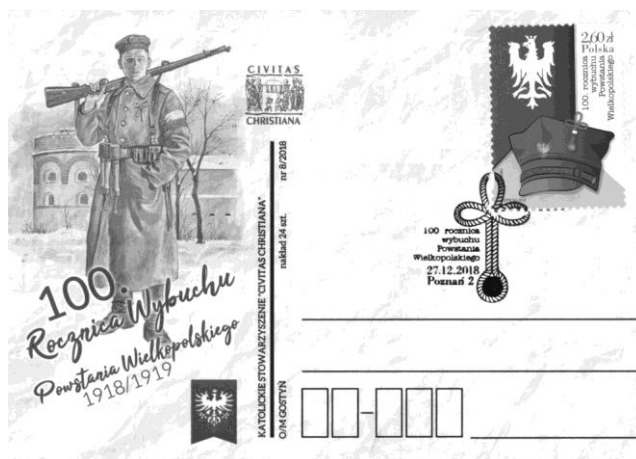 CIVITAS
CHRISTIANA
100.
Rocznica Wybuchu
Powstania Wielkopolskiego
1918/1919
KATOLICKIE STOWARZYSZENIE "CIVITAS CHRISTIANA"
O/M GOSTYŃ
nakład 24 szt.
nr 8/2018
2,60 zł
Polska
100. rocznica
wybuchu
Powstania
Wielkopolskiego
100 rocznica
wybuchu
Powstania
Wielkopolskiego
27.12.2018
Poznań 2